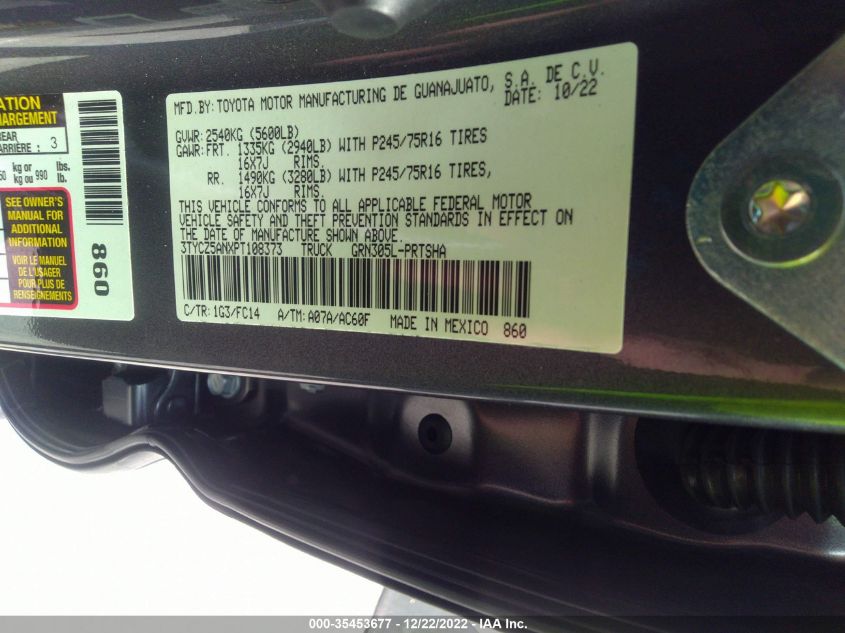 ATION
HARGEMENT
REAR
ARRIÈRE : 3
kg or lbs.
kg ou 990 lb.
SEE OWNER'S
MANUAL FOR
ADDITIONAL
INFORMATION
VOIR LE MANUEL
DE L'USAGER
POUR PLUS DE
RENSEIGNEMENTS
860
MFD.BY:TOYOTA MOTOR MANUFACTURING DE GUANAJUATO, S.A. DE C.V.
DATE: 10/22
GVWR:2540KG (5600LB)
GAWR:FRT. 1335KG (2940LB) WITH P245/75R16 TIRES
16X7J RIMS,
RR. 1490KG (3280LB) WITH P245/75R16 TIRES,
16X7J RIMS.
THIS VEHICLE CONFORMS TO ALL APPLICABLE FEDERAL MOTOR
VEHICLE SAFETY AND THEFT PREVENTION STANDARDS IN EFFECT ON
THE DATE OF MANUFACTURE SHOWN ABOVE.
3TYCZ5ANXPT108373 TRUCK GRN305L-PRTSHA
C/TR:1G3/FC14 A/TM:A07A/AC60F MADE IN MEXICO 860
000-35453677 - 12/22/2022 - IAA Inc.